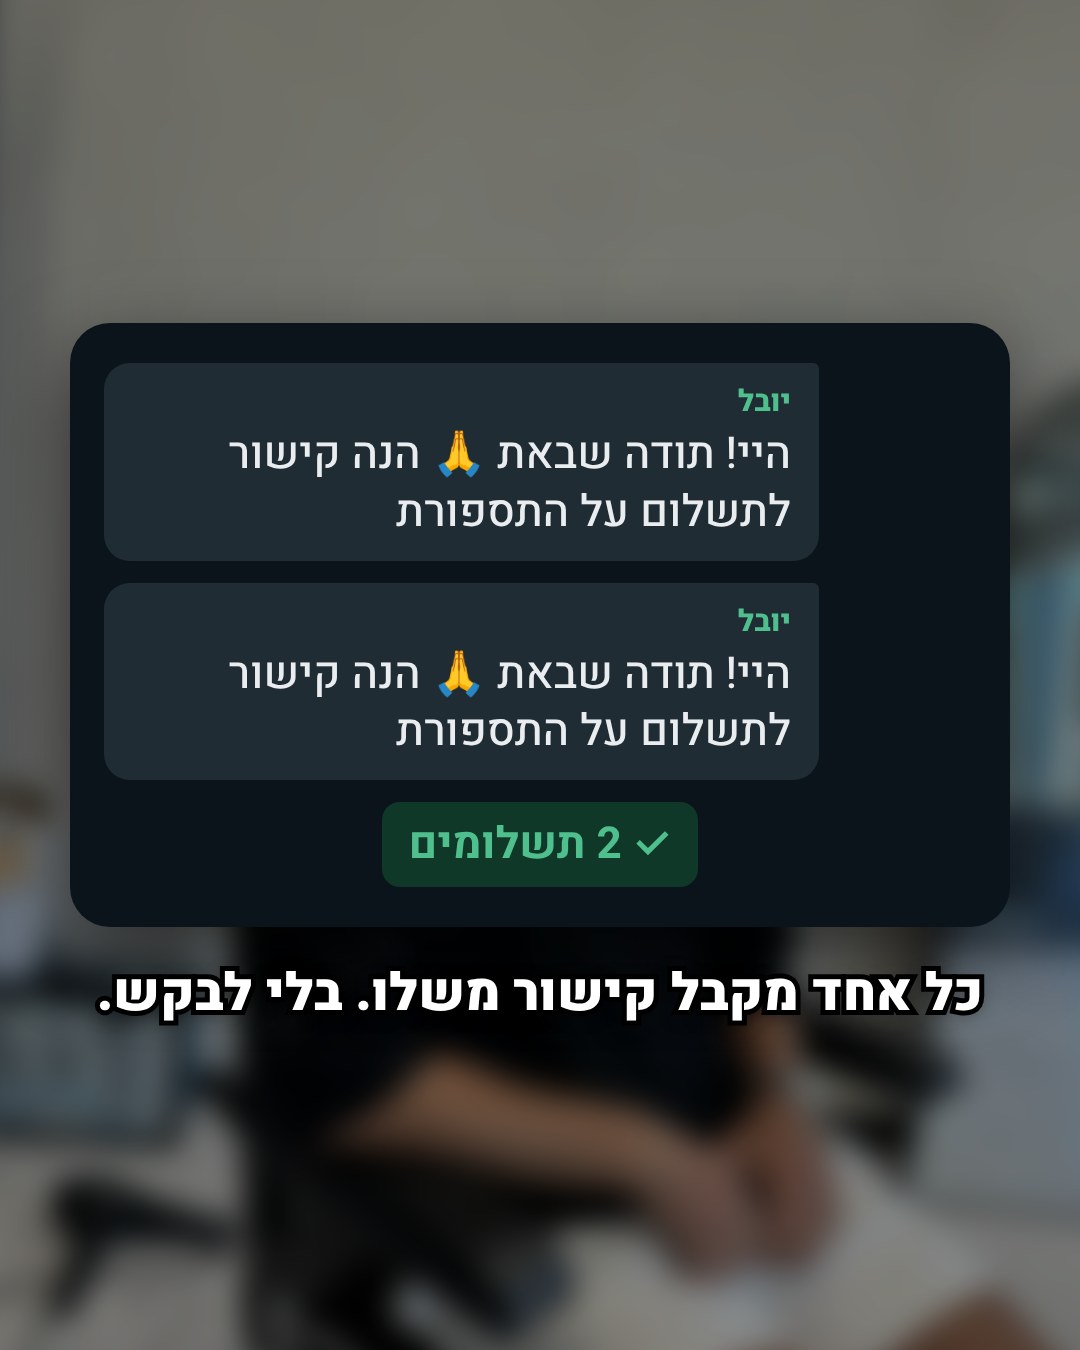 יובל
היי! תודה שבאת 🙏 הנה קישור
לתשלום על התספורת
יובל
היי! תודה שבאת 🙏 הנה קישור
לתשלום על התספורת
✓ 2 תשלומים
כל אחד מקבל קישור משלו. בלי לבקש.